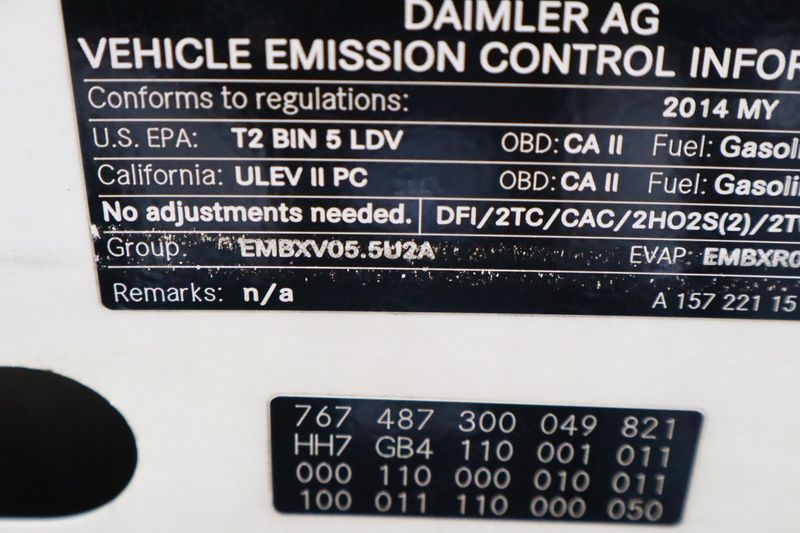 DAIMLER AG
VEHICLE EMISSION CONTROL INFOR
Conforms to regulations: 2014 MY
U.S. EPA: T2 BIN 5 LDV OBD: CA II Fuel: Gasoli
California: ULEV II PC OBD: CA II Fuel: Gasoli
No adjustments needed. DFI/2TC/CAC/2HO2S(2)/2T
Group: EMBXV05.5U2A EVAP: EMBXR0
Remarks: n/a A 157 221 15
767 487 300 049 821
HH7 GB4 110 001 011
000 110 000 010 011
100 011 110 000 050